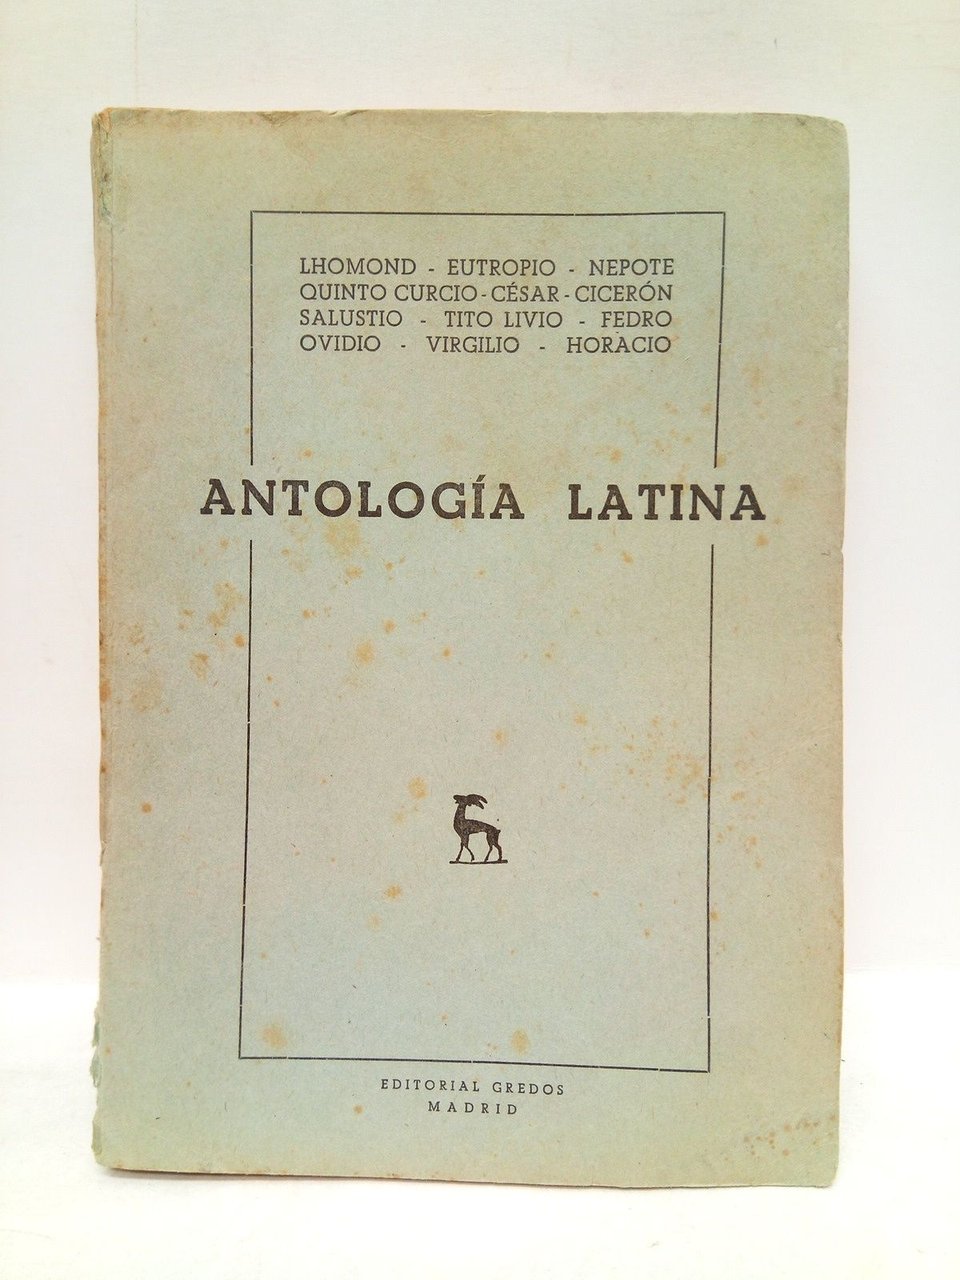 LHOMOND - EUTROPIO - NEPOTE
QUINTO CURCIO - CÉSAR - CICERÓN
SALUSTIO - TITO LIVIO - FEDRO
OVIDIO - VIRGILIO - HORACIO
ANTOLOGÍA LATINA
EDITORIAL GREDOS
MADRID